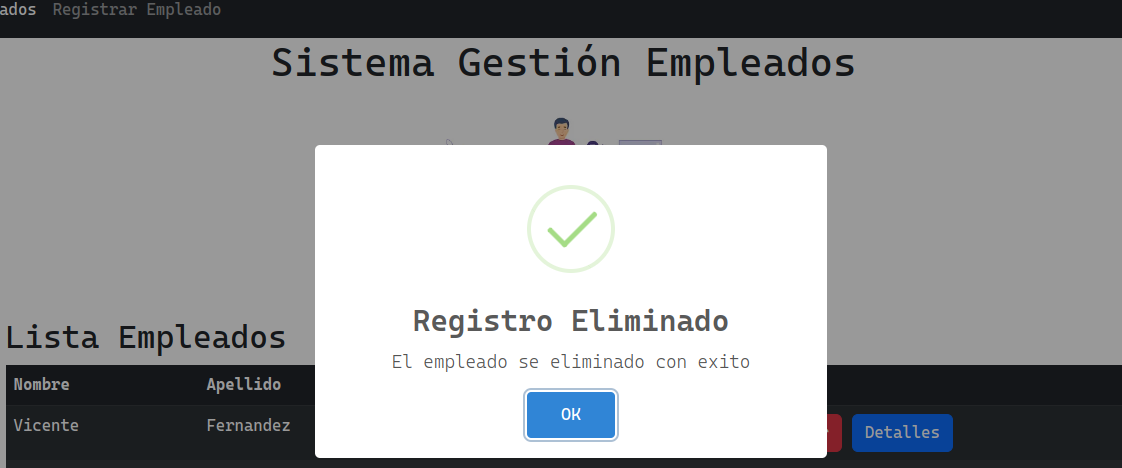 Registrar Empleado
Sistema Gestión Empleados
Registro Eliminado
El empleado se eliminado con exito
OK
Lista Empleados
Nombre Apellido
Vicente Fernandez Detalles